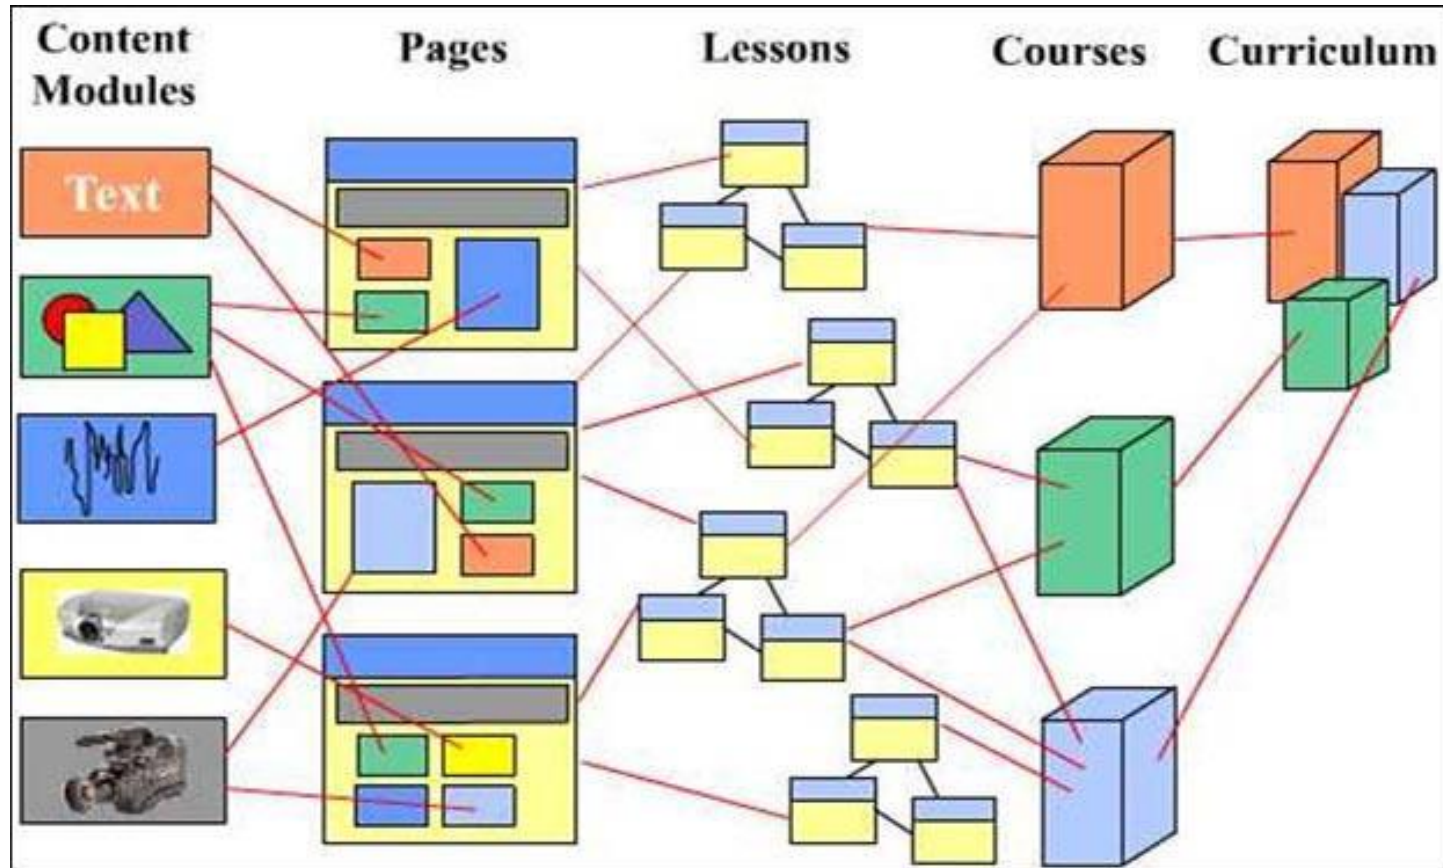 Content
Modules
Pages
Lessons
Courses
Curriculum
Text